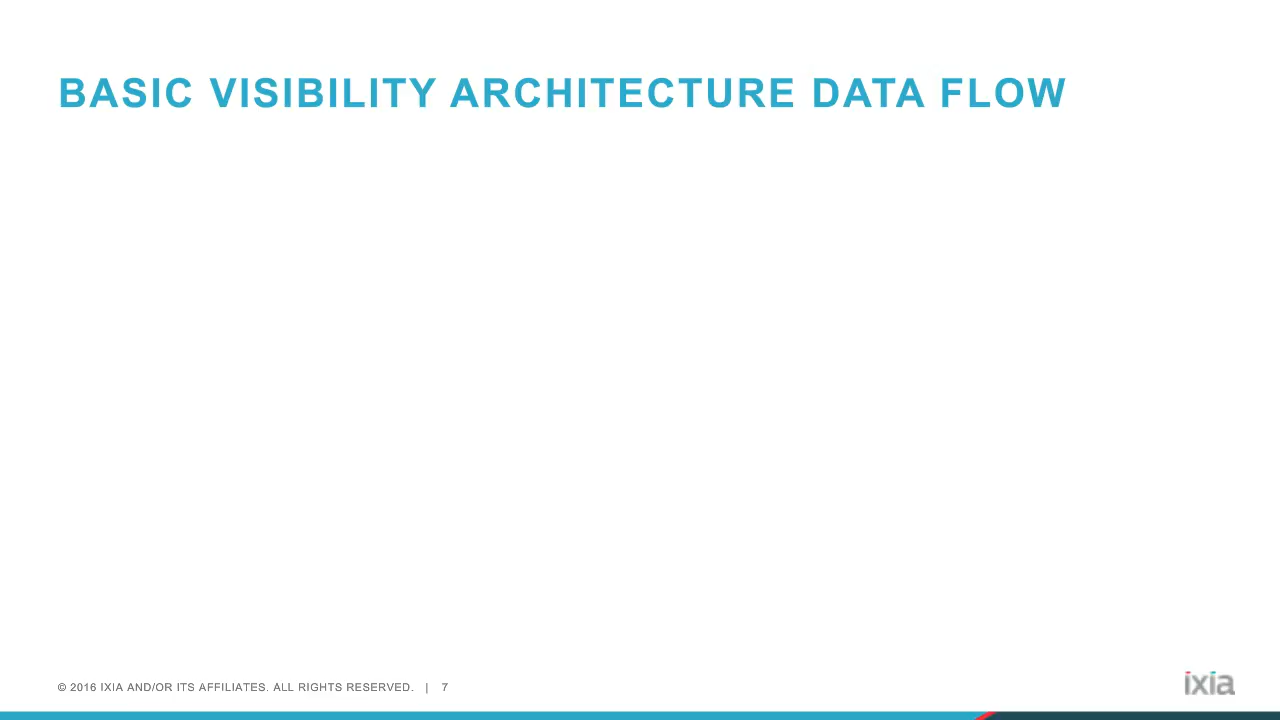 BASIC VISIBILITY ARCHITECTURE DATA FLOW
© 2016 IXIA AND/OR ITS AFFILIATES. ALL RIGHTS RESERVED. | 7
ixia